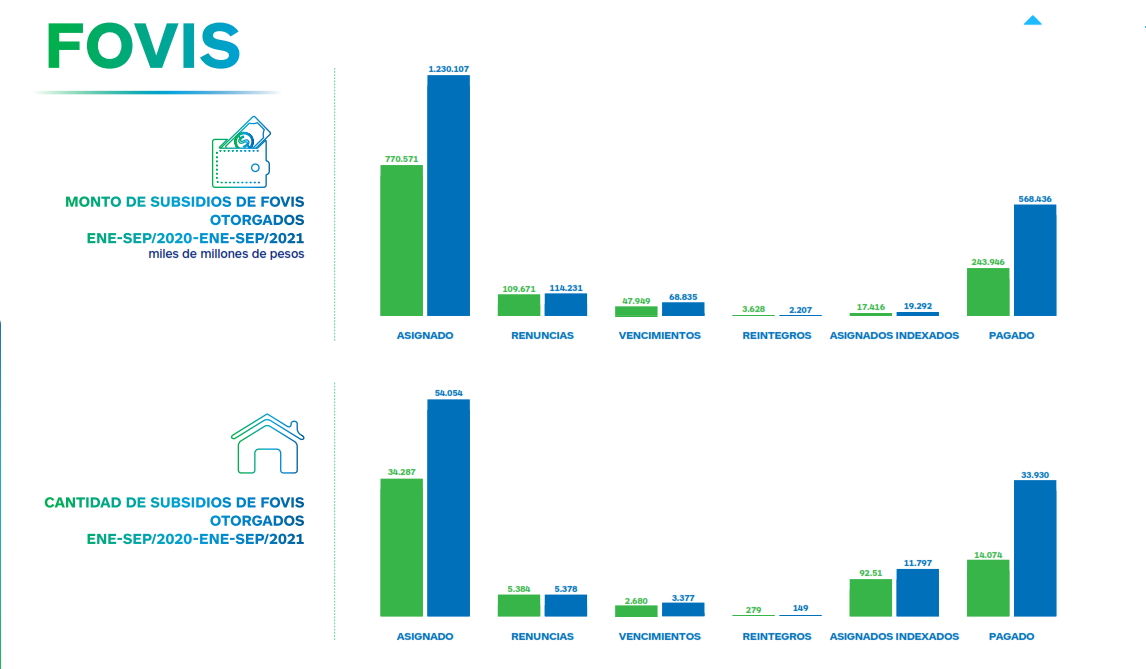 FOVIS
MONTO DE SUBSIDIOS DE FOVIS
OTORGADOS
ENE-SEP/2020-ENE-SEP/2021
miles de millones de pesos
770.571
1.230.107
109.671
114.231
47.949
68.835
3.628
2.207
17.416
19.292
243.946
568.436
ASIGNADO
RENUNCIAS
VENCIMIENTOS
REINTEGROS
ASIGNADOS INDEXADOS
PAGADO
CANTIDAD DE SUBSIDIOS DE FOVIS
OTORGADOS
ENE-SEP/2020-ENE-SEP/2021
34.287
54.054
5.384
5.378
2.680
3.377
279
149
92.51
11.797
14.074
33.930
ASIGNADO
RENUNCIAS
VENCIMIENTOS
REINTEGROS
ASIGNADOS INDEXADOS
PAGADO